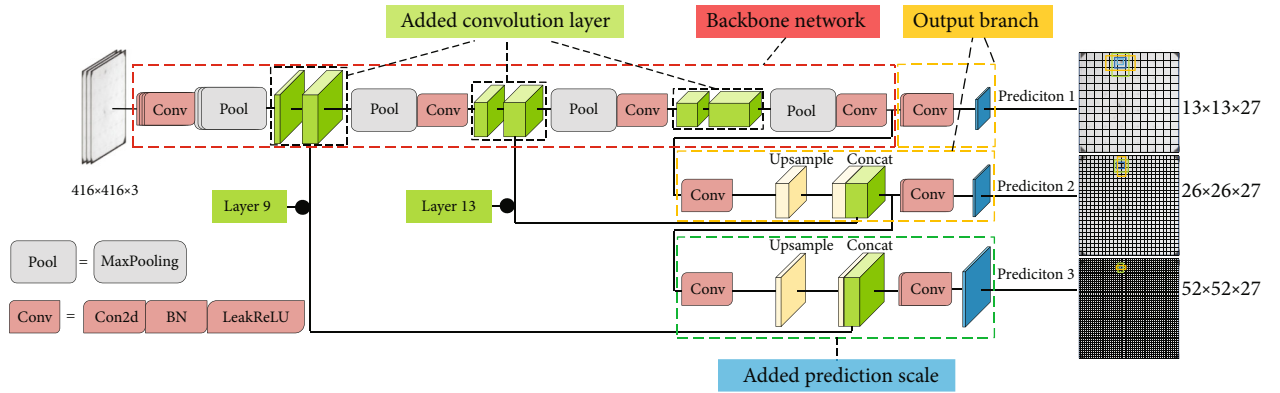 Added convolution layer
Backbone network
Output branch
Conv
Pool
Pool
Conv
Pool
Conv
Pool
Conv
Conv
Prediciton 1
13×13×27
416×416×3
Upsample
Concat
Conv
Conv
Prediciton 2
26×26×27
Layer 9
Layer 13
Upsample
Concat
Conv
Conv
Prediciton 3
52×52×27
Pool = MaxPooling
Conv = Con2d BN LeakReLU
Added prediction scale